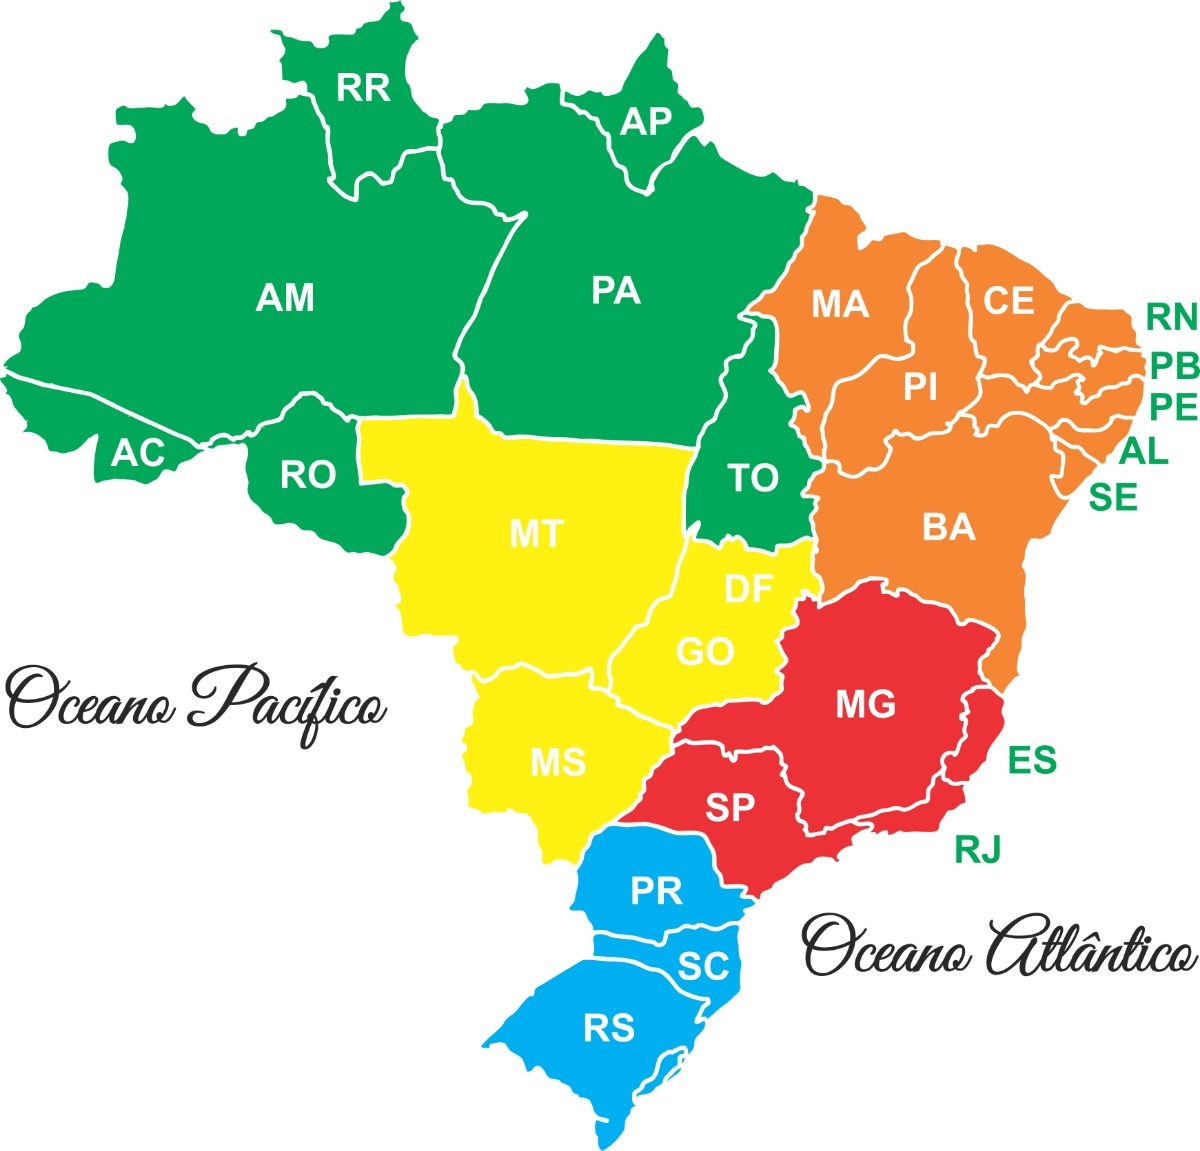 RR
AP
AM
PA
MA
CE
RN
PB
PI
PE
AC
RO
TO
AL
SE
MT
BA
DF
GO
Oceano Pacífico
MG
MS
ES
SP
RJ
PR
Oceano Atlântico
SC
RS